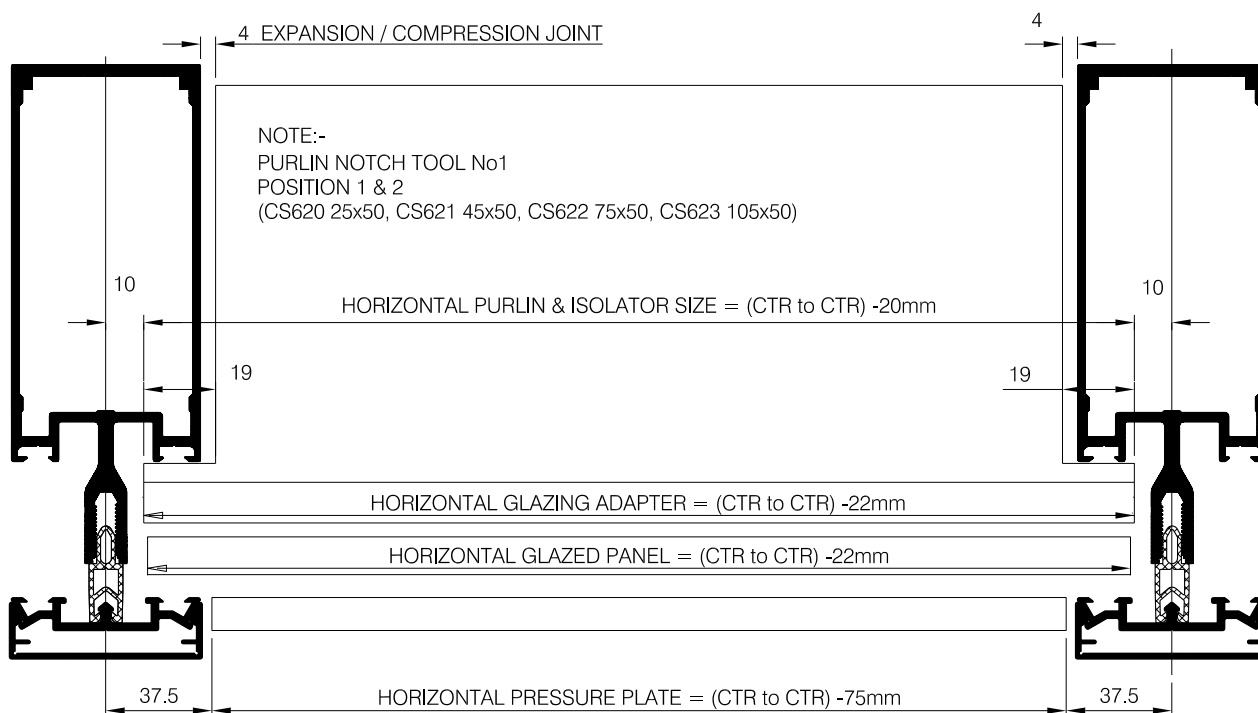 4 EXPANSION / COMPRESSION JOINT
4
NOTE:-
PURLIN NOTCH TOOL No1
POSITION 1 & 2
(CS620 25x50, CS621 45x50, CS622 75x50, CS623 105x50)
10
10
HORIZONTAL PURLIN & ISOLATOR SIZE = (CTR to CTR) -20mm
19
19
HORIZONTAL GLAZING ADAPTER = (CTR to CTR) -22mm
HORIZONTAL GLAZED PANEL = (CTR to CTR) -22mm
37.5
HORIZONTAL PRESSURE PLATE = (CTR to CTR) -75mm
37.5